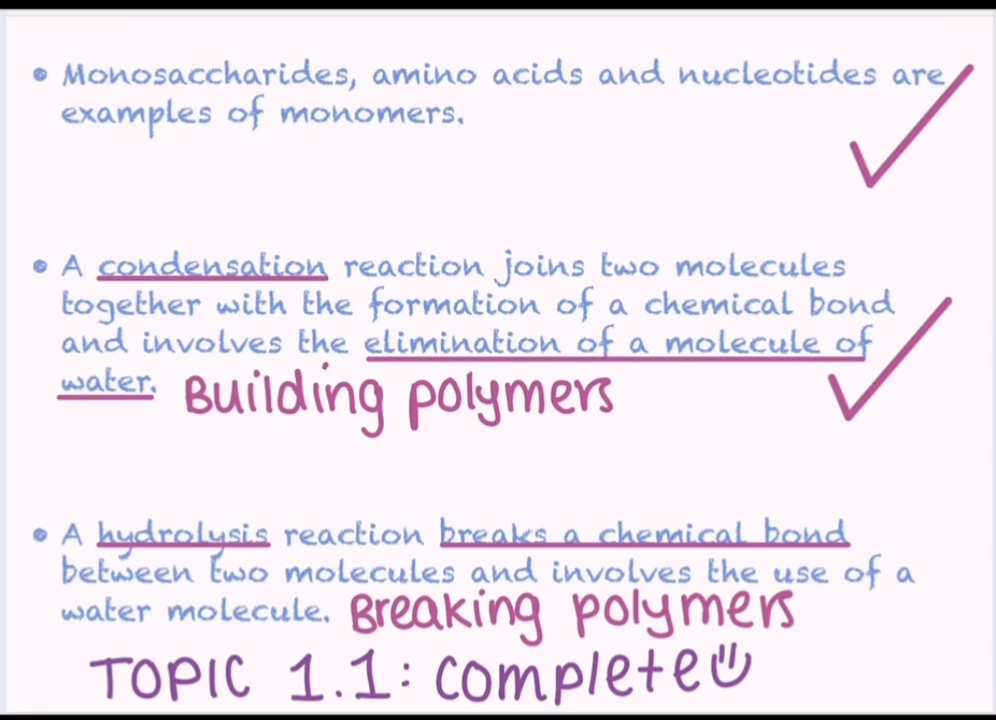 • Monosaccharides, amino acids and nucleotides are
examples of monomers.
• A condensation reaction joins two molecules
together with the formation of a chemical bond
and involves the elimination of a molecule of
water. Building polymers
• A hydrolysis reaction breaks a chemical bond
between two molecules and involves the use of a
water molecule. Breaking polymers
TOPIC 1.1: complete